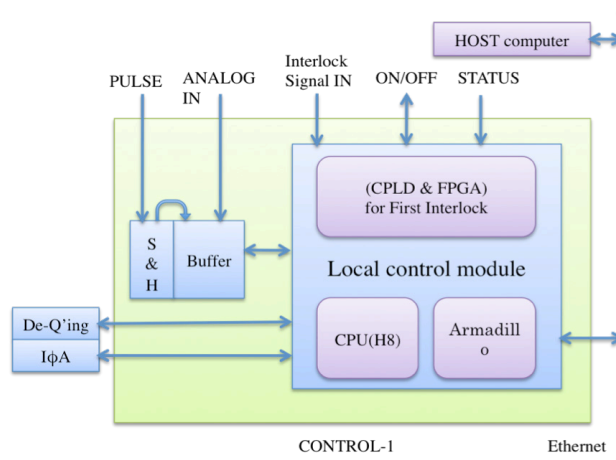 HOST computer
PULSE
ANALOG
IN
Interlock
Signal IN
ON/OFF
STATUS
(CPLD & FPGA)
for First Interlock
S
&
H
Buffer
Local control module
De-Q'ing
IϕA
CPU(H8)
Armadill
o
CONTROL-1
Ethernet